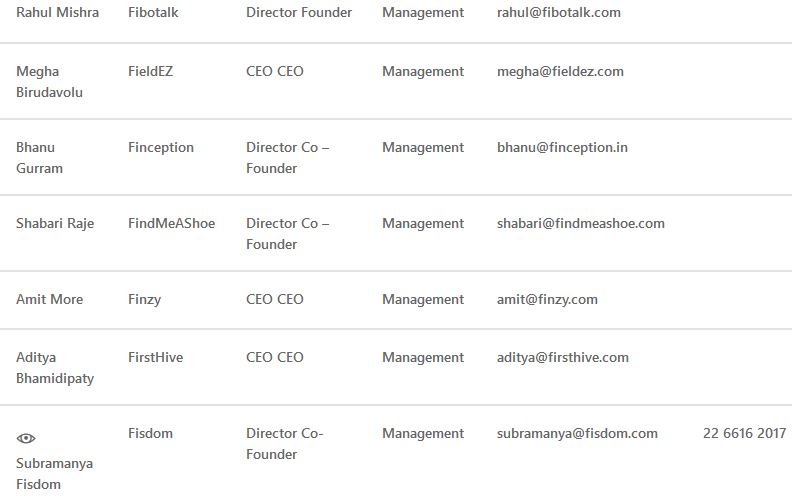 Rahul Mishra Fibotalk Director Founder Management rahul@fibotalk.com
Megha FieldEZ CEO CEO Management megha@fieldez.com
Birudavolu
Bhanu Finception Director Co – Management bhanu@finception.in
Gurram Founder
Shabari Raje FindMeAShoe Director Co – Management shabari@findmeashoe.com
Founder
Amit More Finzy CEO CEO Management amit@finzy.com
Aditya FirstHive CEO CEO Management aditya@firsthive.com
Bhamidipaty
Fisdom Director Co- Management subramanya@fisdom.com 22 6616 2017
Founder
Subramanya
Fisdom